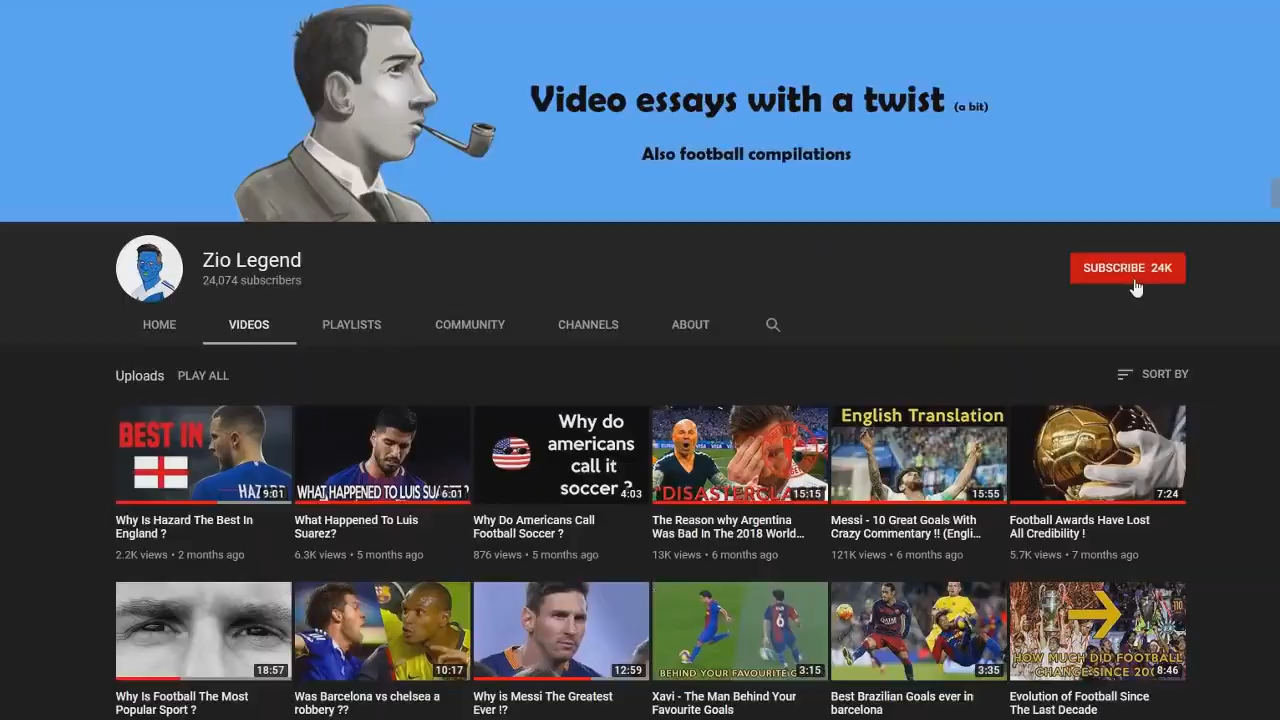 Video essays with a twist (a bit)
Also football compilations
Zio Legend
24,074 subscribers
SUBSCRIBE 24K
HOME VIDEOS PLAYLISTS COMMUNITY CHANNELS ABOUT
Uploads PLAY ALL
SORT BY
BEST IN
HAZARD
9:01
WHAT HAPPENED TO LUIS SUAREZ?
6:01
Why do
americans
call it
soccer ?
4:03
"DISASTERCLASS
15:15
English Translation
15:55
7:24
Why Is Hazard The Best In
England ?
2.2K views • 2 months ago
What Happened To Luis
Suarez?
6.3K views • 5 months ago
Why Do Americans Call
Football Soccer ?
876 views • 5 months ago
The Reason why Argentina
Was Bad In The 2018 World...
13K views • 6 months ago
Messi - 10 Great Goals With
Crazy Commentary !! (Engli...
121K views • 6 months ago
Football Awards Have Lost
All Credibility !
5.7K views • 7 months ago
18:57
10:17
12:59
BEHIND YOUR FAVOURITE G
3:15
QATAR
3:35
HOW MUCH DID FOOTBALL
CHANGE SINCE 200
8:46
Why Is Football The Most
Popular Sport ?
Was Barcelona vs chelsea a
robbery ??
Why is Messi The Greatest
Ever !?
Xavi - The Man Behind Your
Favourite Goals
Best Brazilian Goals ever in
barcelona
Evolution of Football Since
The Last Decade